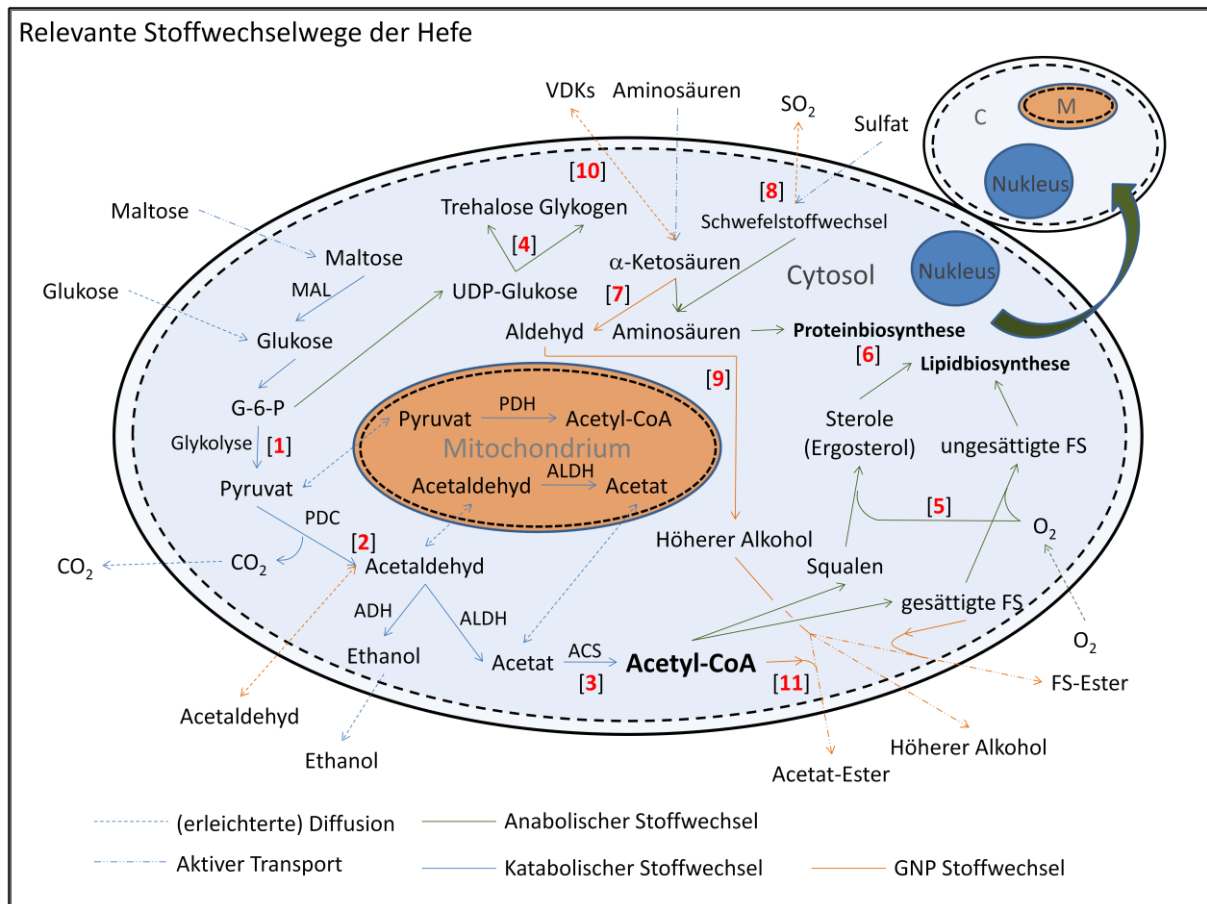 Relevante Stoffwechselwege der Hefe
VDKs Aminosäuren
SO2
Sulfat
C
M
Nukleus
[10]
[8]
Maltose
Trehalose Glykogen
Schwefelstoffwechsel
[4]
Maltose
α-Ketosäuren
Cytosol
Nukleus
MAL
Glukose
UDP-Glukose
[7]
Glukose
Aldehyd
Aminosäuren
Proteinbiosynthese
[6]
Lipidbiosynthese
[9]
G-6-P
Pyruvat
PDH
Acetyl-CoA
Sterole
(Ergosterol)
ungesättigte FS
Glykolyse
[1]
Mitochondrium
Pyruvat
Acetaldehyd
ALDH
Acetat
[5]
PDC
[2]
Höherer Alkohol
O2
CO2
CO2
Acetaldehyd
Squalen
gesättigte FS
ADH
ALDH
O2
Ethanol
Acetat
ACS
Acetyl-CoA
[3]
[11]
FS-Ester
Acetaldehyd
Höherer Alkohol
Ethanol
Acetat-Ester
(erleichterte) Diffusion
Anabolischer Stoffwechsel
Aktiver Transport
Katabolischer Stoffwechsel
GNP Stoffwechsel